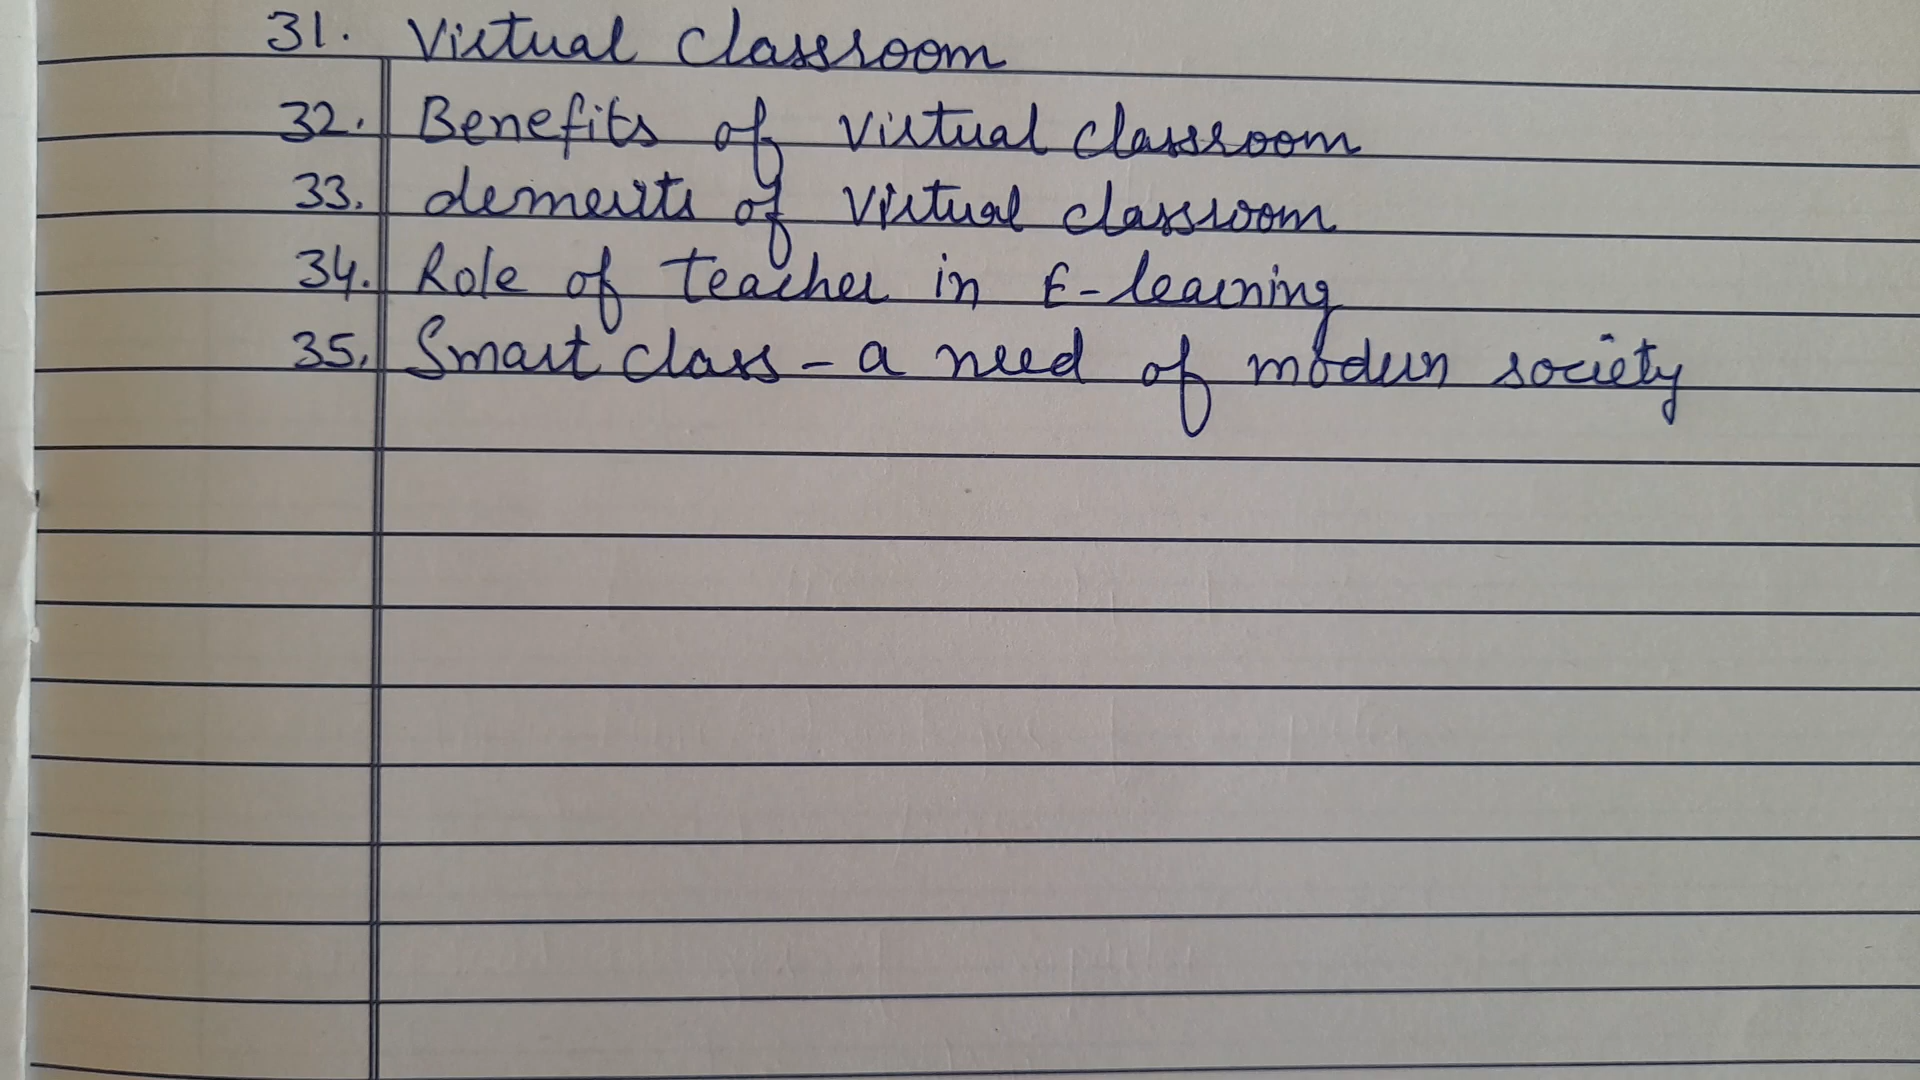 31. Virtual Classroom
32. Benefits of virtual classroom
33. demerits of virtual classroom
34. Role of teacher in E-learning
35. Smart class - a need of modern society